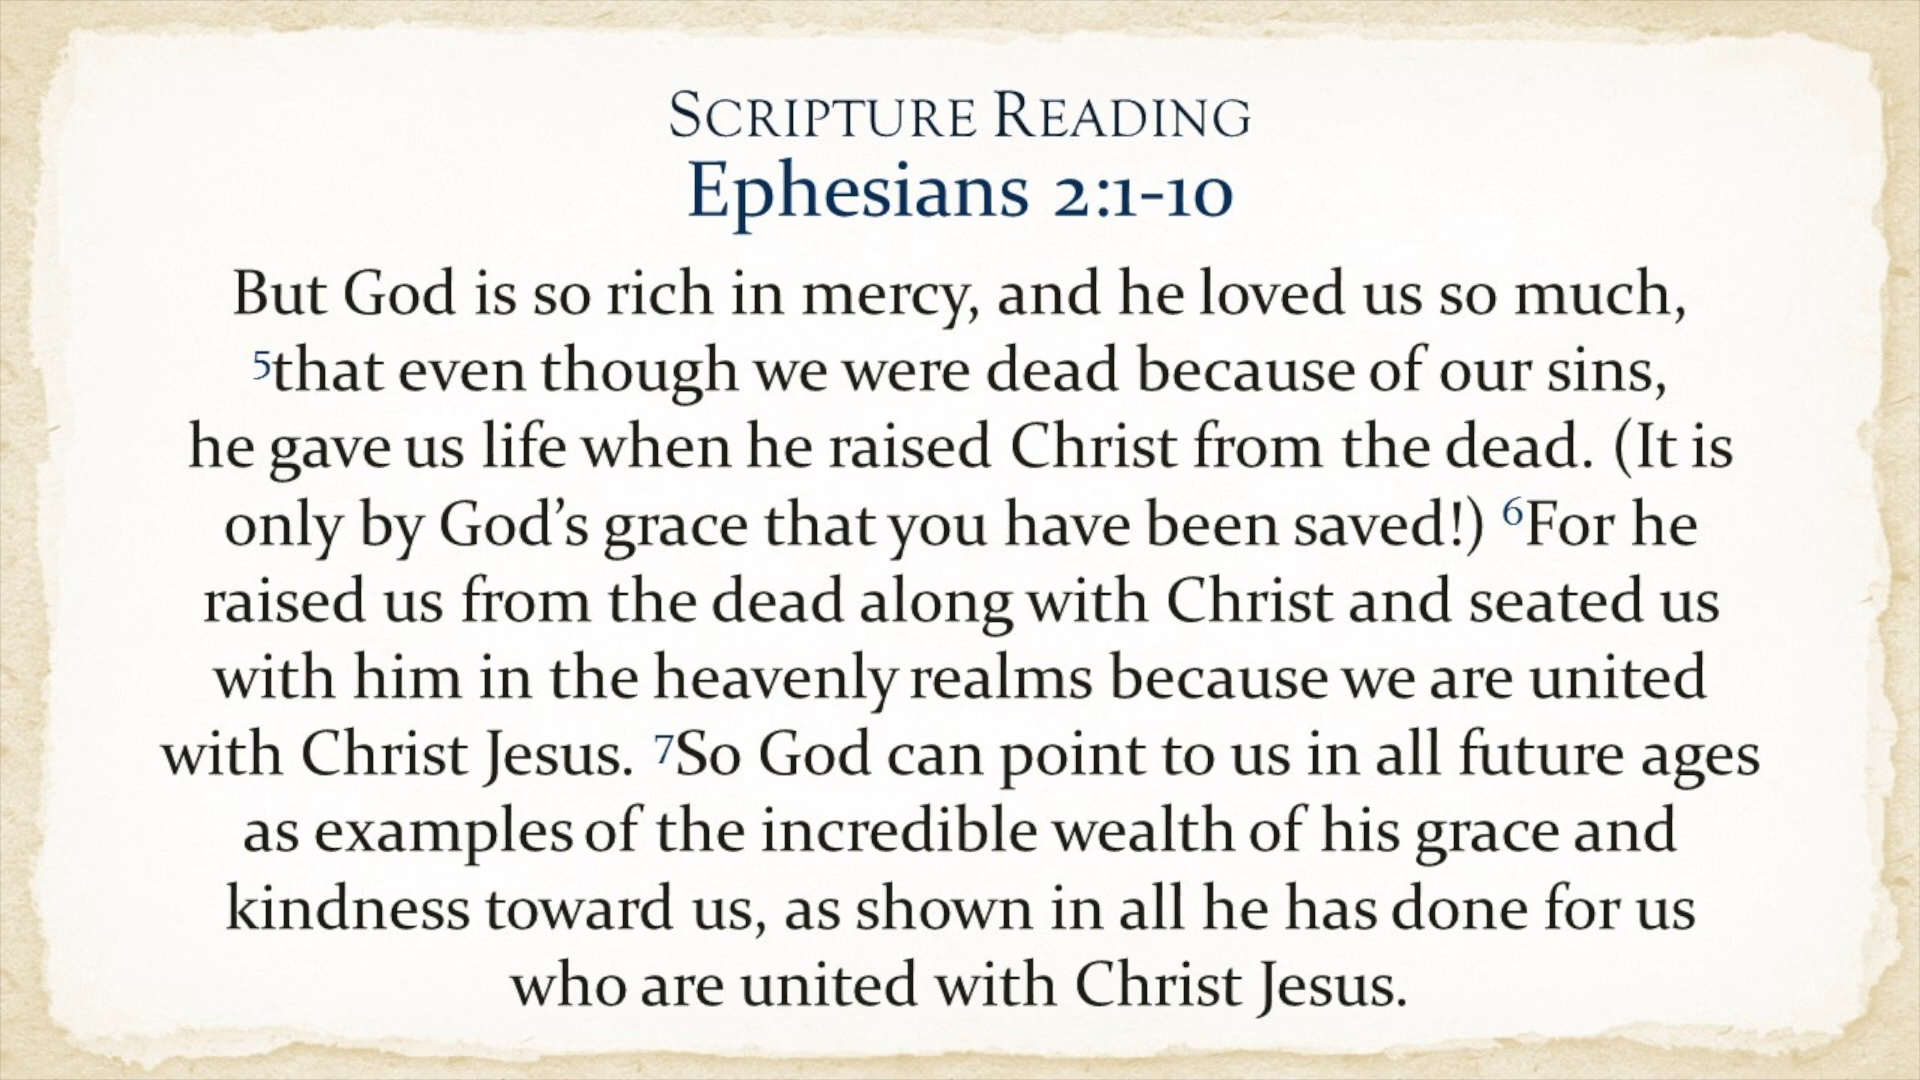 SCRIPTURE READING
Ephesians 2:1-10
But God is so rich in mercy, and he loved us so much,
⁵that even though we were dead because of our sins,
he gave us life when he raised Christ from the dead. (It is
only by God’s grace that you have been saved!) ⁶For he
raised us from the dead along with Christ and seated us
with him in the heavenly realms because we are united
with Christ Jesus. ⁷So God can point to us in all future ages
as examples of the incredible wealth of his grace and
kindness toward us, as shown in all he has done for us
who are united with Christ Jesus.